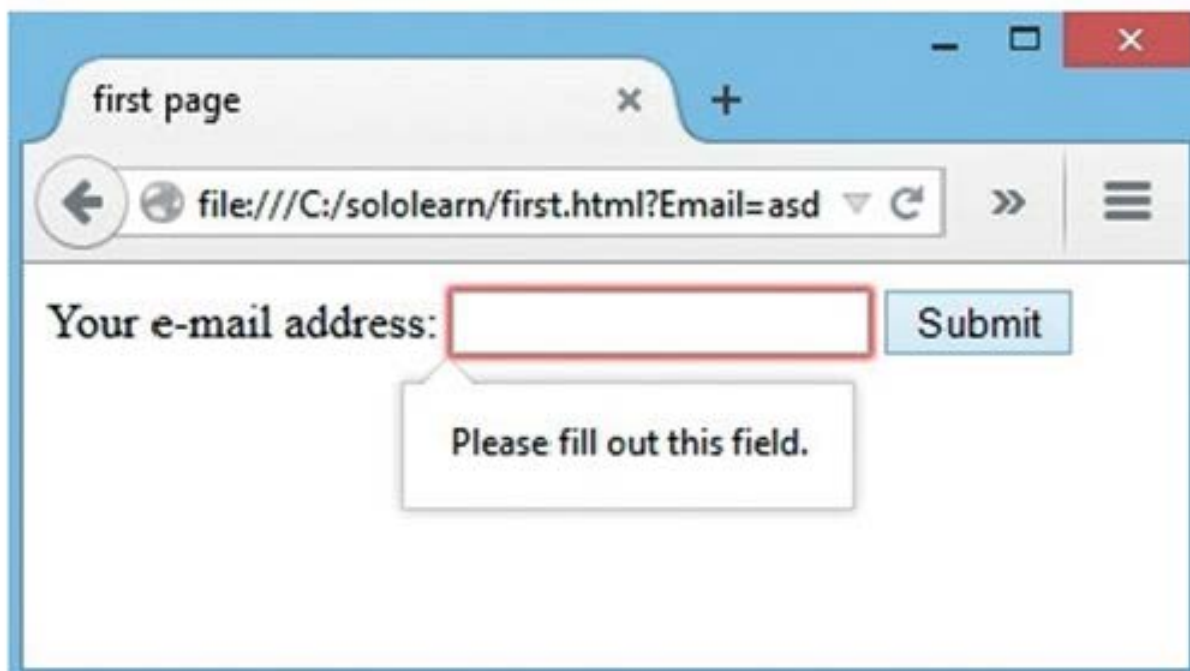 first page
file:///C:/sololearn/first.html?Email=asd
Your e-mail address: Submit
Please fill out this field.